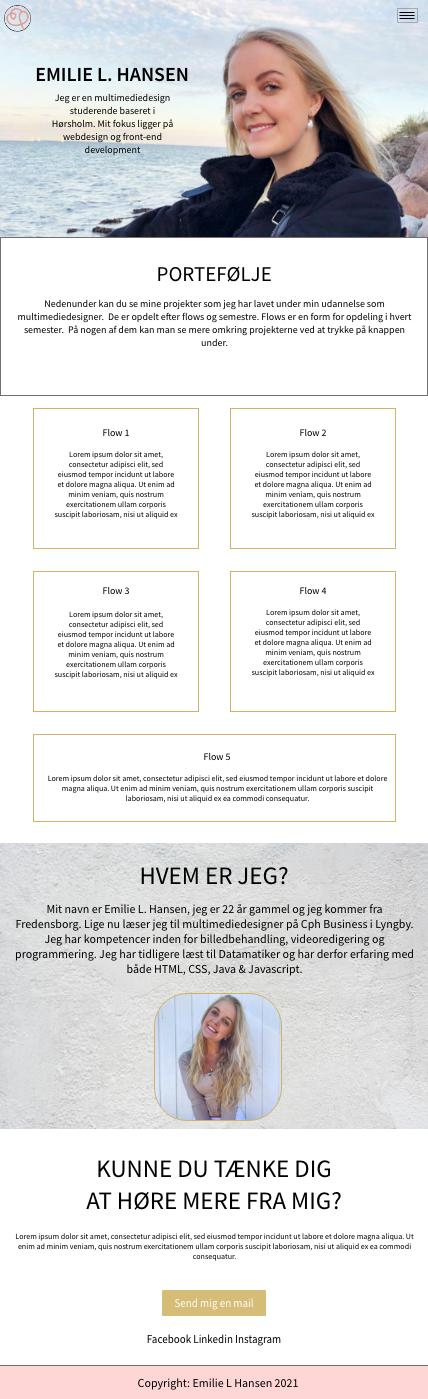 EMILIE L. HANSEN
Jeg er en multimediedesign
studerende baseret i
Hørsholm. Mit fokus ligger på
webdesign og front-end
development
PORTEFØLJE
Nedenunder kan du se mine projekter som jeg har lavet under min udannelse som
multimediedesigner. De er opdelt efter flows og semestre. Flows er en form for opdeling i hvert
semester. På nogen af dem kan man se mere omkring projekterne ved at trykke på knappen
under.
Flow 1
Lorem ipsum dolor sit amet,
consectetur adipisci elit, sed
eiusmod tempor incidunt ut labore
et dolore magna aliqua. Ut enim ad
minim veniam, quis nostrum
exercitationem ullam corporis
suscipit laboriosam, nisi ut aliquid ex
Flow 2
Lorem ipsum dolor sit amet,
consectetur adipisci elit, sed
eiusmod tempor incidunt ut labore
et dolore magna aliqua. Ut enim ad
minim veniam, quis nostrum
exercitationem ullam corporis
suscipit laboriosam, nisi ut aliquid ex
Flow 3
Lorem ipsum dolor sit amet,
consectetur adipisci elit, sed
eiusmod tempor incidunt ut labore
et dolore magna aliqua. Ut enim ad
minim veniam, quis nostrum
exercitationem ullam corporis
suscipit laboriosam, nisi ut aliquid ex
Flow 4
Lorem ipsum dolor sit amet,
consectetur adipisci elit, sed
eiusmod tempor incidunt ut labore
et dolore magna aliqua. Ut enim ad
minim veniam, quis nostrum
exercitationem ullam corporis
suscipit laboriosam, nisi ut aliquid ex
Flow 5
Lorem ipsum dolor sit amet, consectetur adipisci elit, sed eiusmod tempor incidunt ut labore et dolore
magna aliqua. Ut enim ad minim veniam, quis nostrum exercitationem ullam corporis suscipit
laboriosam, nisi ut aliquid ex ea commodi consequatur.
HVEM ER JEG?
Mit navn er Emilie L. Hansen, jeg er 22 år gammel og jeg kommer fra
Fredensborg. Lige nu læser jeg til multimediedesigner på Cph Business i Lyngby.
Jeg har kompetencer inden for billedbehandling, videoredigering og
programmering. Jeg har tidligere læst til Datamatiker og har derfor erfaring med
både HTML, CSS, Java & Javascript.
KUNNE DU TÆNKE DIG
AT HØRE MERE FRA MIG?
Lorem ipsum dolor sit amet, consectetur adipisci elit, sed eiusmod tempor incidunt ut labore et dolore magna aliqua. Ut
enim ad minim veniam, quis nostrum exercitationem ullam corporis suscipit laboriosam, nisi ut aliquid ex ea commodi
consequatur.
Send mig en mail
Facebook Linkedin Instagram
Copyright: Emilie L Hansen 2021